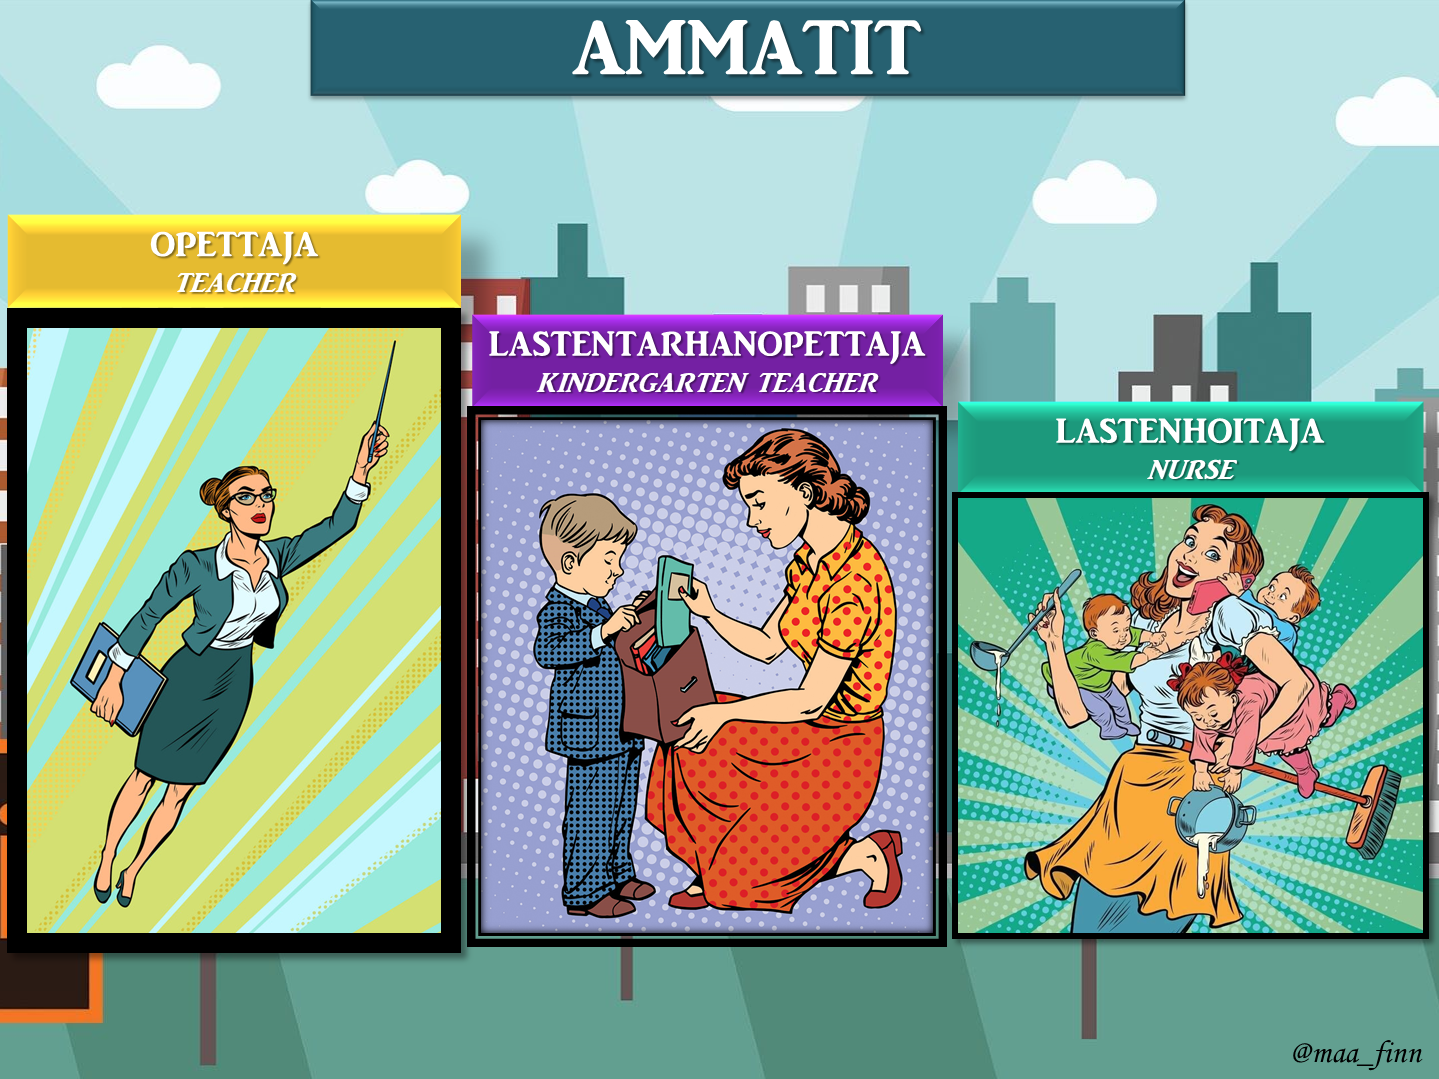 AMMATIT
OPETTAJA
TEACHER
LASTENTARHANOPETTAJA
KINDERGARTEN TEACHER
LASTENHOITAJA
NURSE
@maa_finn